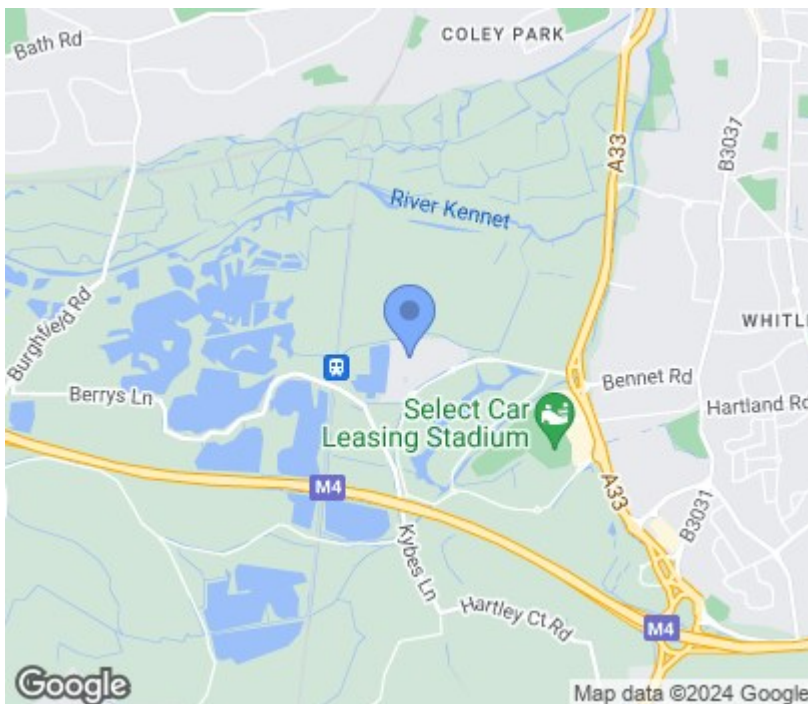 COLEY PARK
Bath Rd
A33
B3031
River Kennet
WHITL
Burghfield Rd
Bennet Rd
Berrys Ln
Hartland Rd
Select Car
Leasing Stadium
M4
A33
B3031
Kybes Ln
Hartley Ct Rd
M4
Google
Map data ©2024 Google